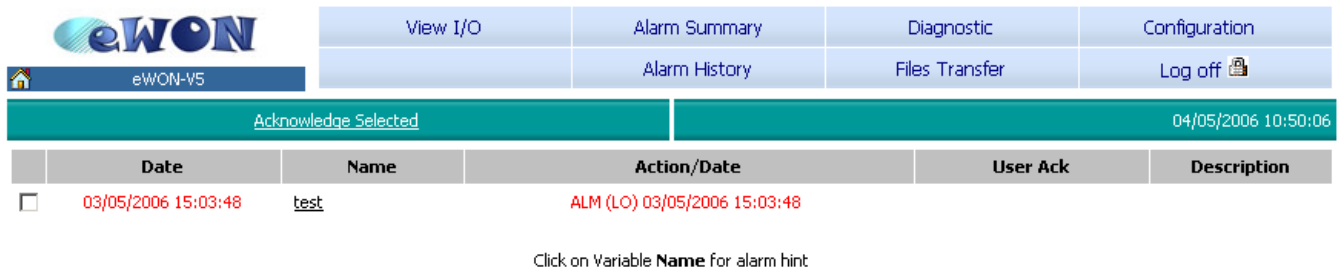 eWON
View I/O Alarm Summary Diagnostic Configuration
eWON-V5 Alarm History Files Transfer Log off
Acknowledge Selected 04/05/2006 10:50:06
Date Name Action/Date User Ack Description
03/05/2006 15:03:48 test ALM (LO) 03/05/2006 15:03:48
Click on Variable Name for alarm hint